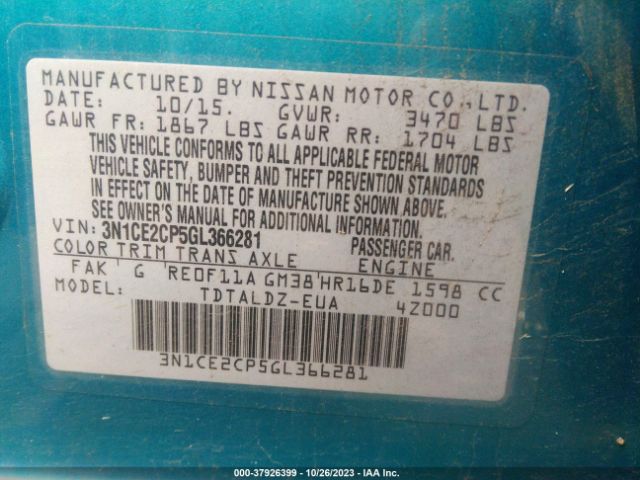 MANUFACTURED BY NISSAN MOTOR CO., LTD.
DATE: 10/15. GVWR: 3470 LBS
GAWR FR: 1867 LBS GAWR RR: 1704 LBS
THIS VEHICLE CONFORMS TO ALL APPLICABLE FEDERAL MOTOR
VEHICLE SAFETY, BUMPER AND THEFT PREVENTION STANDARDS
IN EFFECT ON THE DATE OF MANUFACTURE SHOWN ABOVE.
SEE OWNER'S MANUAL FOR ADDITIONAL INFORMATION.
VIN: 3N1CE2CP5GL366281 PASSENGER CAR.
COLOR TRIM TRANS AXLE ENGINE
FAK G RE0F11A GM38 HR16DE 1598 CC
MODEL: TDTALDZ-EUA 42000
3N1CE2CP5GL366281
000-37926399 | 10/26/2023 | IAA Inc.